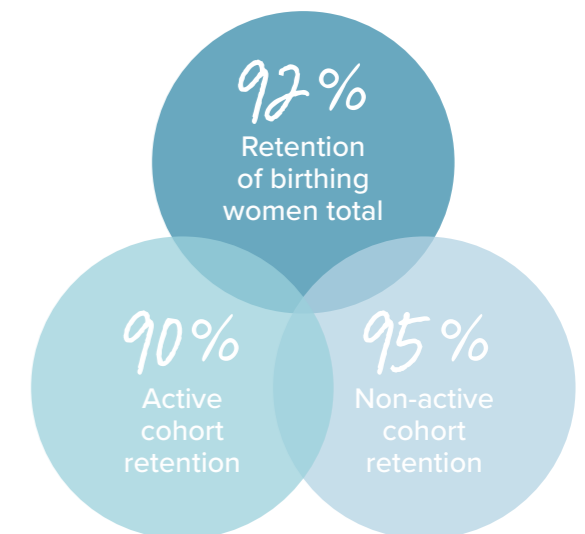 92%
Retention
of birthing
women total
90%
Active
cohort
retention
95%
Non-active
cohort
retention